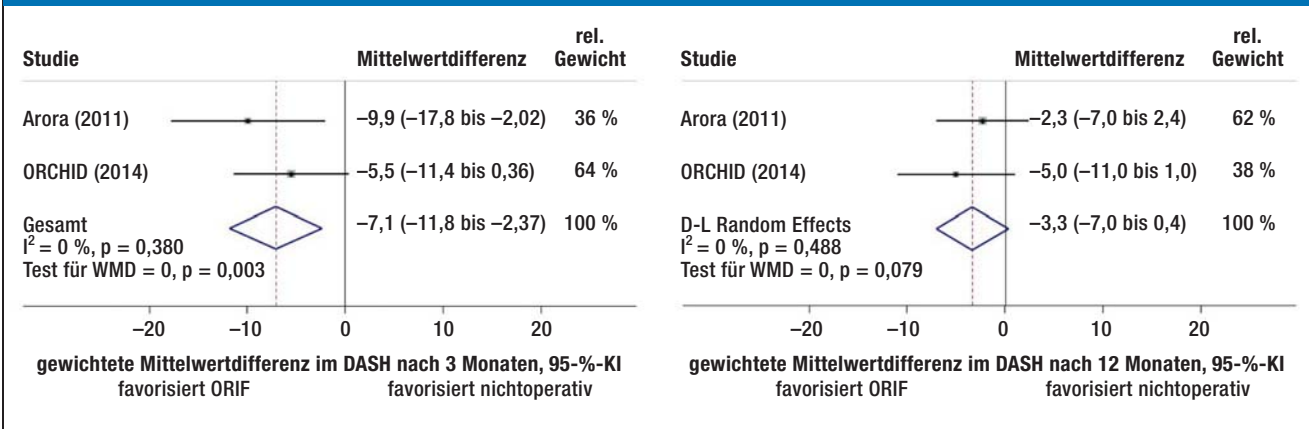 Studie Mittelwertdifferenz rel. Gewicht
Arora (2011) –9,9 (–17,8 bis –2,02) 36 %
ORCHID (2014) –5,5 (–11,4 bis 0,36) 64 %
Gesamt –7,1 (–11,8 bis –2,37) 100 %
I² = 0 %, p = 0,380
Test für WMD = 0, p = 0,003
–20 –10 0 10 20
gewichtete Mittelwertdifferenz im DASH nach 3 Monaten, 95-%-KI
favorisiert ORIF favorisiert nichtoperativ
Studie Mittelwertdifferenz rel. Gewicht
Arora (2011) –2,3 (–7,0 bis 2,4) 62 %
ORCHID (2014) –5,0 (–11,0 bis 1,0) 38 %
D-L Random Effects –3,3 (–7,0 bis 0,4) 100 %
I² = 0 %, p = 0,488
Test für WMD = 0, p = 0,079
–20 –10 0 10 20
gewichtete Mittelwertdifferenz im DASH nach 12 Monaten, 95-%-KI
favorisiert ORIF favorisiert nichtoperativ